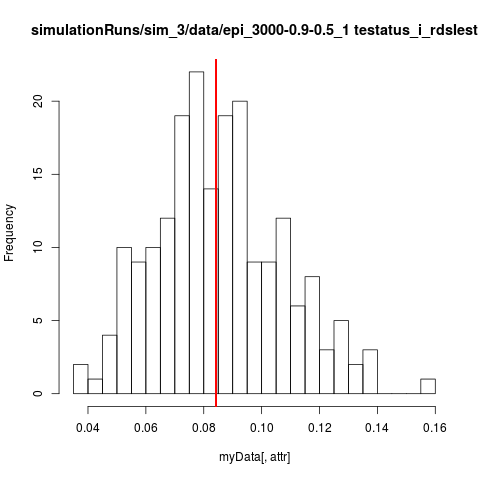 simulationRuns/sim_3/data/epi_3000-0.9-0.5_1 testatus_i_rdslest
20
15
10
5
0
Frequency
0.04 0.06 0.08 0.10 0.12 0.14 0.16
myData[, attr]